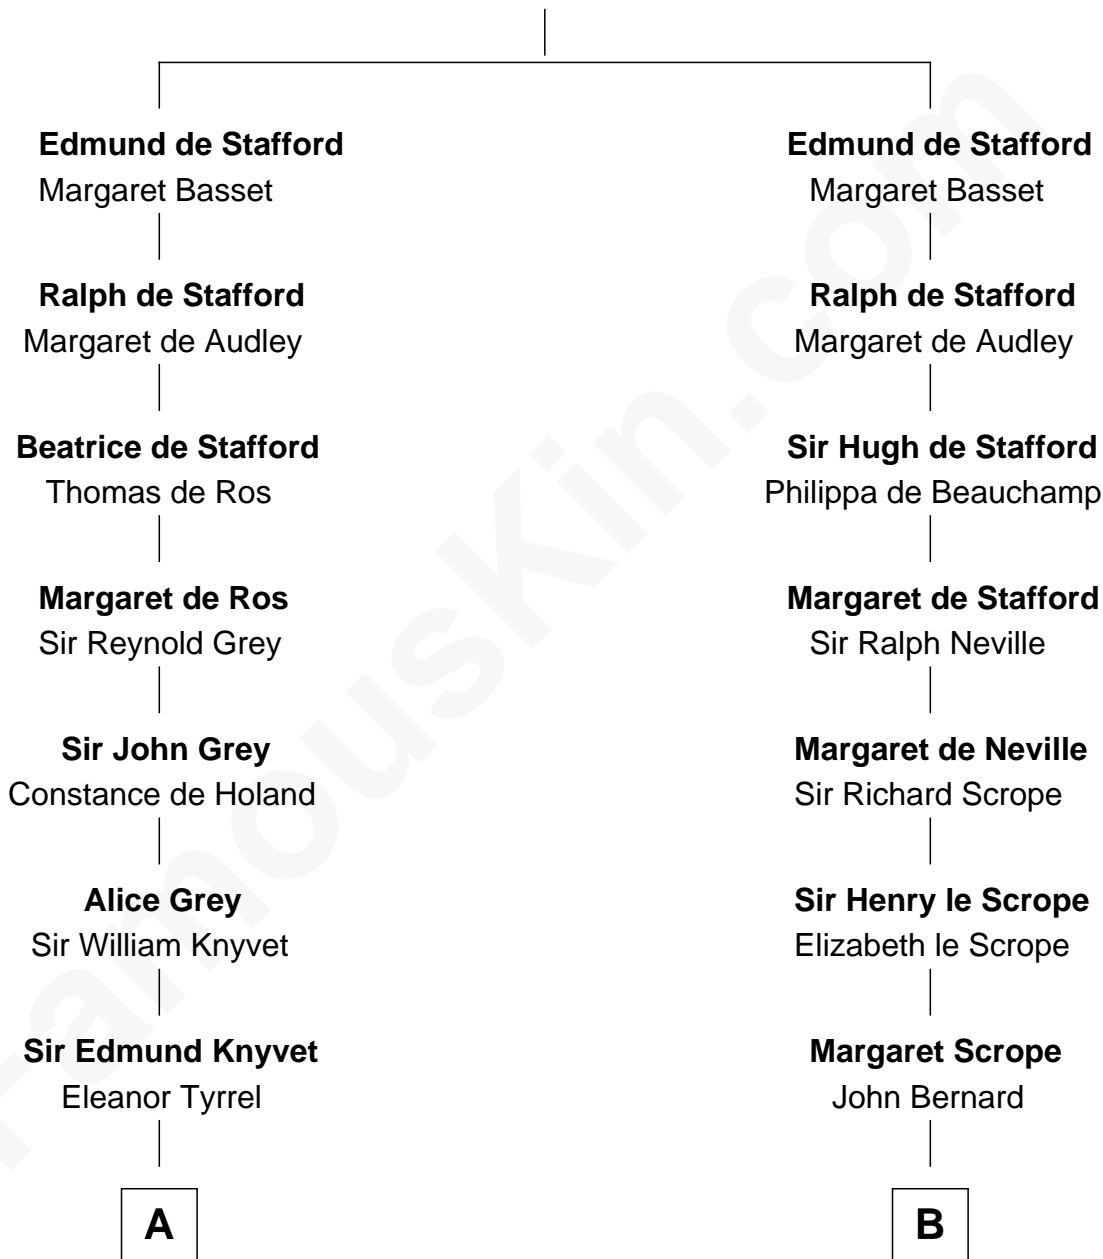 Edmund de Stafford
Margaret Basset
Ralph de Stafford
Margaret de Audley
Beatrice de Stafford
Thomas de Ros
Margaret de Ros
Sir Reynold Grey
Sir John Grey
Constance de Holand
Alice Grey
Sir William Knyvet
Sir Edmund Knyvet
Eleanor Tyrrel
A
Edmund de Stafford
Margaret Basset
Ralph de Stafford
Margaret de Audley
Sir Hugh de Stafford
Philippa de Beauchamp
Margaret de Stafford
Sir Ralph Neville
Margaret de Neville
Sir Richard Scrope
Sir Henry le Scrope
Elizabeth le Scrope
Margaret Scrope
John Bernard
B
FamousKin.com